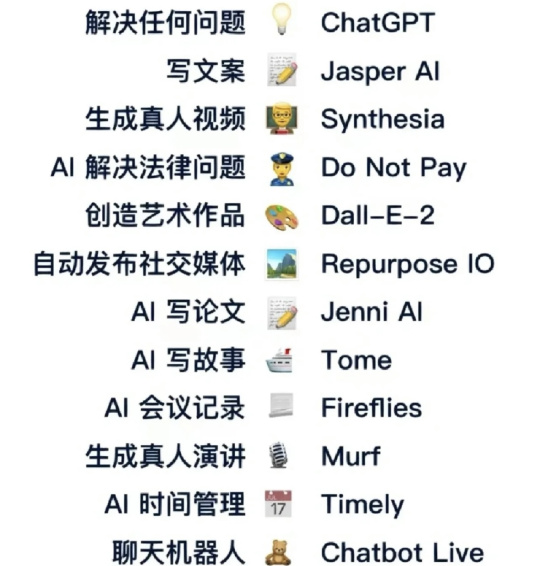 解决任何问题 💡 ChatGPT
写文案 📝 Jasper AI
生成真人视频 👨‍🏫 Synthesia
AI 解决法律问题 👮 Do Not Pay
创造艺术作品 🎨 Dall-E-2
自动发布社交媒体 🏞️ Repurpose IO
AI 写论文 📝 Jenni AI
AI 写故事 🚢 Tome
AI 会议记录 📃 Fireflies
生成真人演讲 🎙️ Murf
AI 时间管理 📅 Timely
聊天机器人 🧸 Chatbot Live